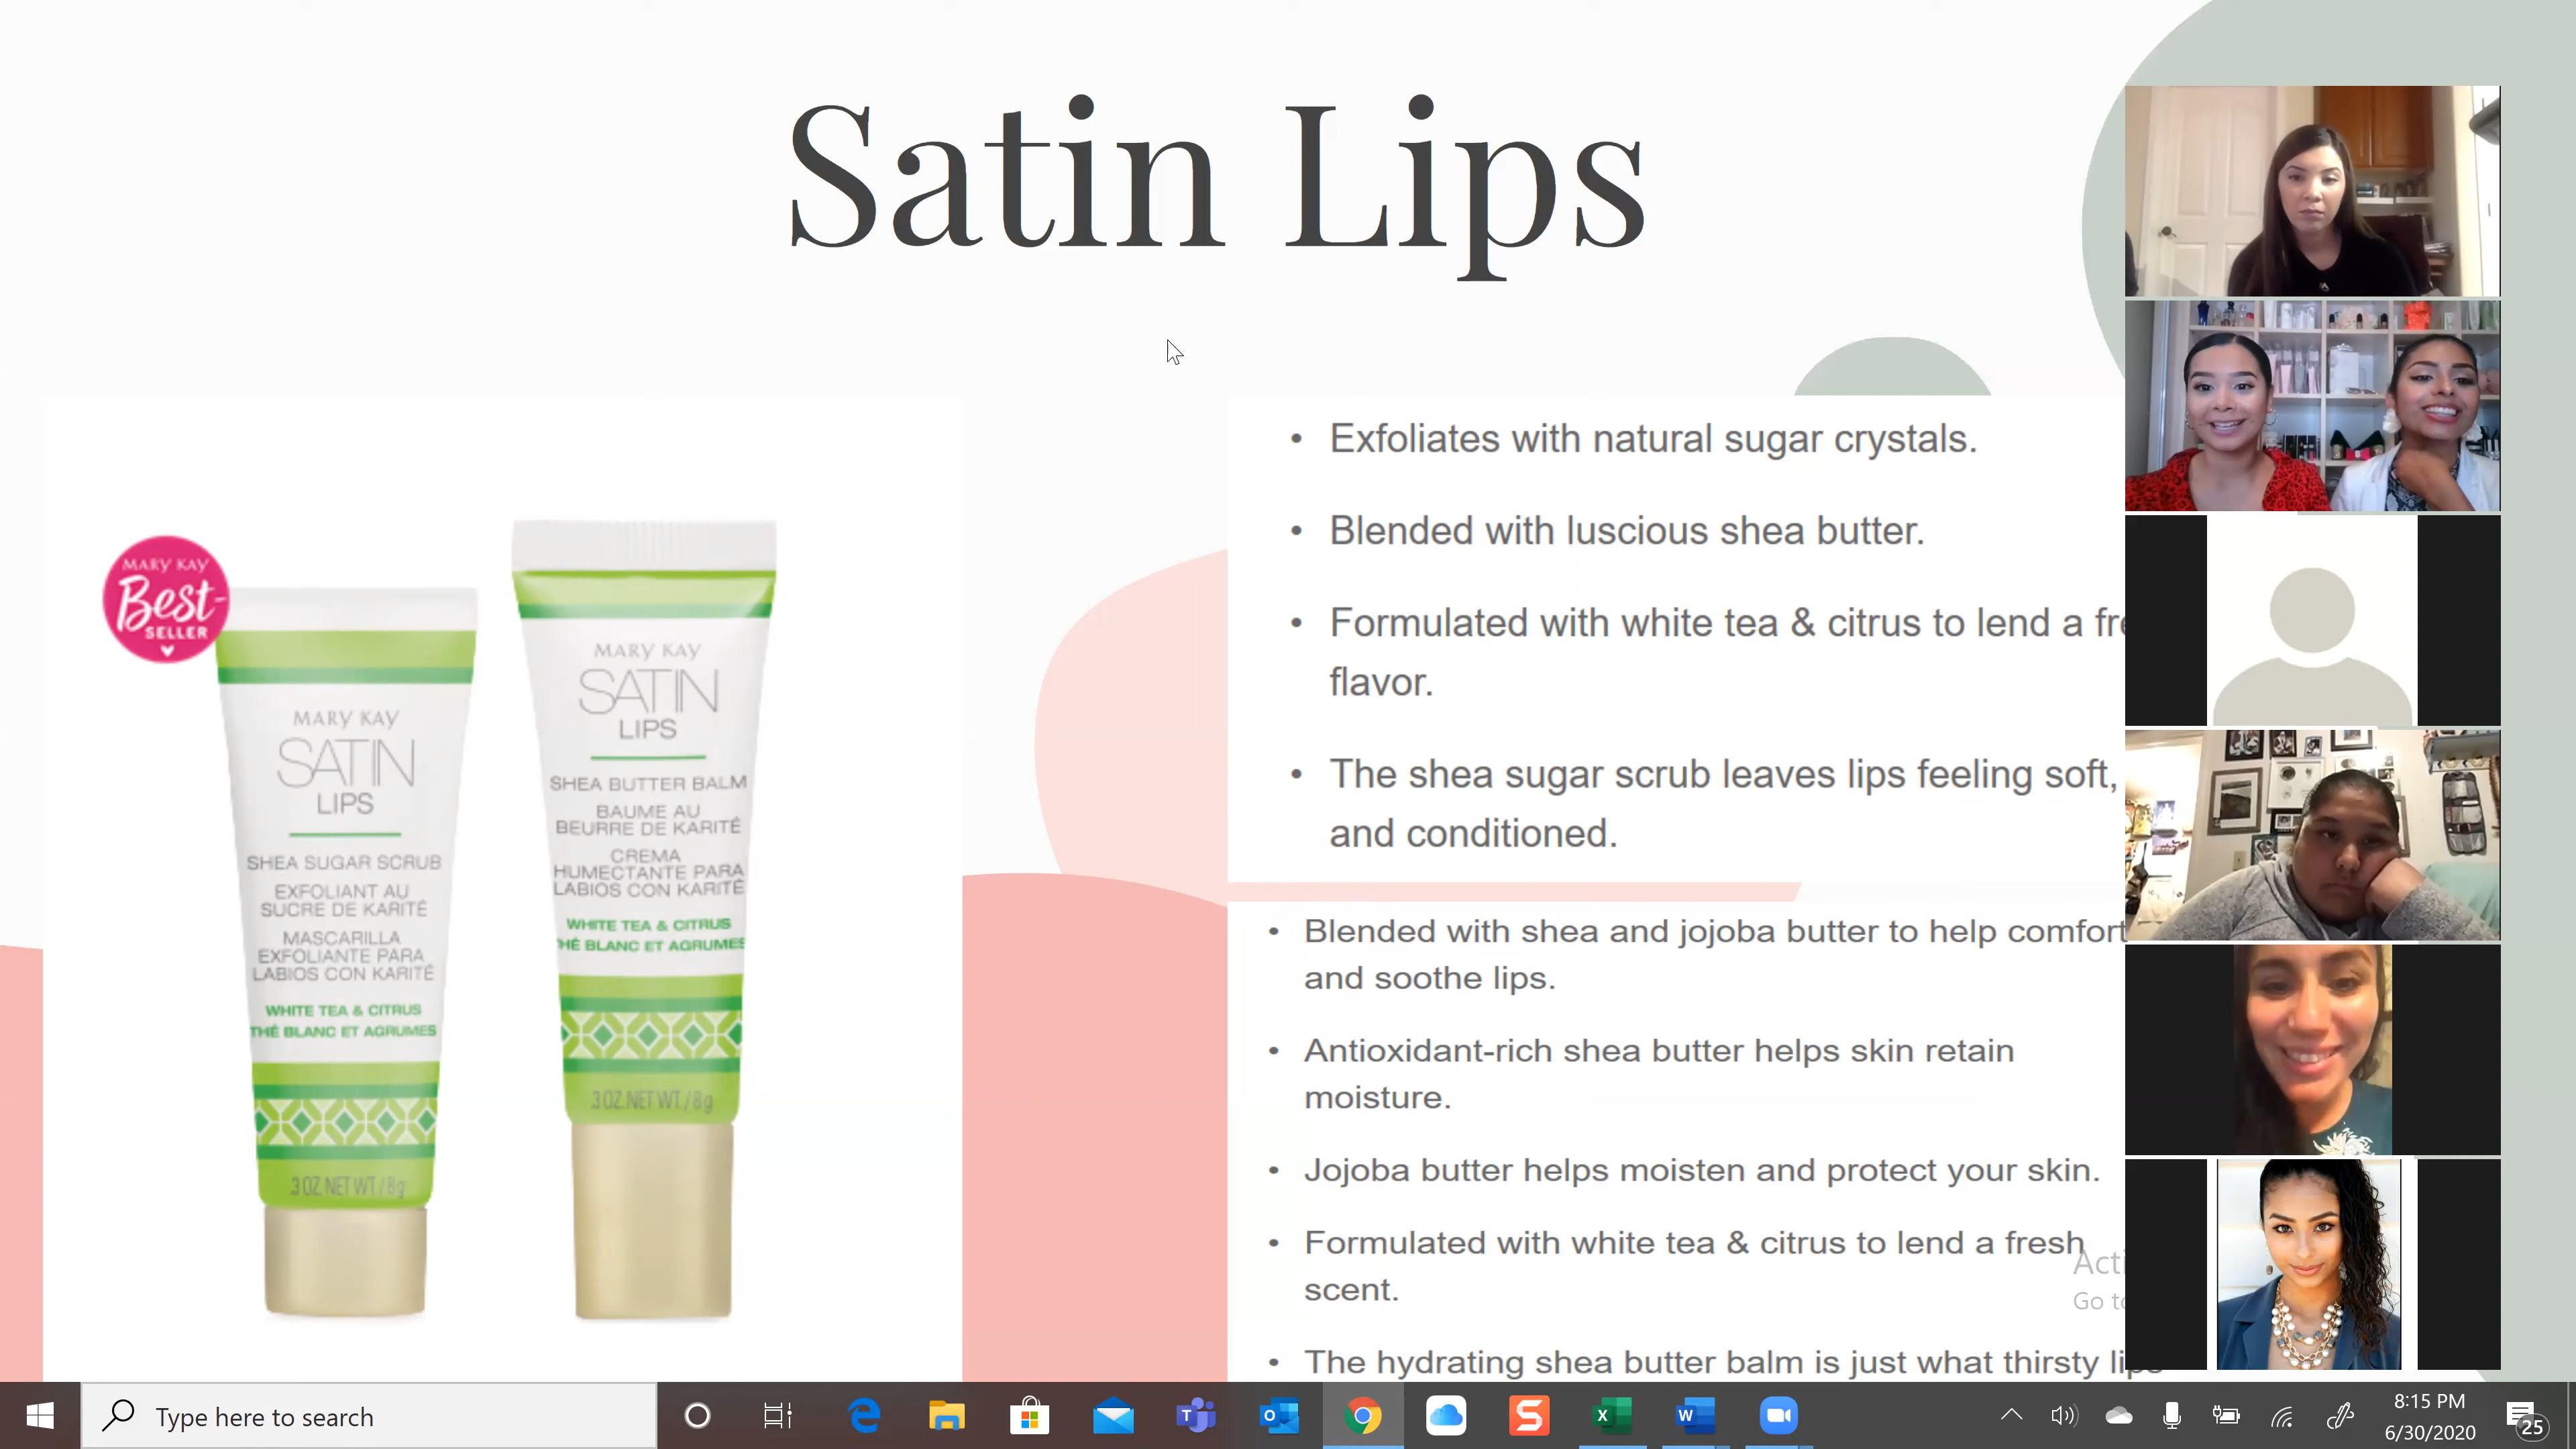 Satin Lips
MARY KAY
Best-
SELLER
MARY KAY
SATIN
LIPS
SHEA SUGAR SCRUB
EXFOLIANT AU
SUCRE DE KARITÉ
MASCARILLA
EXFOLIANTE PARA
LABIOS CON KARITÉ
WHITE TEA & CITRUS
THÉ BLANC ET AGRUMES
.3 OZ. NET WT. / 8 g
MARY KAY
SATIN
LIPS
SHEA BUTTER BALM
BAUME AU
BEURRE DE KARITÉ
CREMA
HUMECTANTE PARA
LABIOS CON KARITÉ
WHITE TEA & CITRUS
THÉ BLANC ET AGRUMES
.3 OZ. NET WT. / 8 g
• Exfoliates with natural sugar crystals.
• Blended with luscious shea butter.
• Formulated with white tea & citrus to lend a
flavor.
• The shea sugar scrub leaves lips feeling soft,
and conditioned.
• Blended with shea and jojoba butter to help comfort
and soothe lips.
• Antioxidant-rich shea butter helps skin retain
moisture.
• Jojoba butter helps moisten and protect your skin.
• Formulated with white tea & citrus to lend a fresh
scent.
• The hydrating shea butter balm is just what thirsty lips
Go
Type here to search
8:15 PM
6/30/2020
25